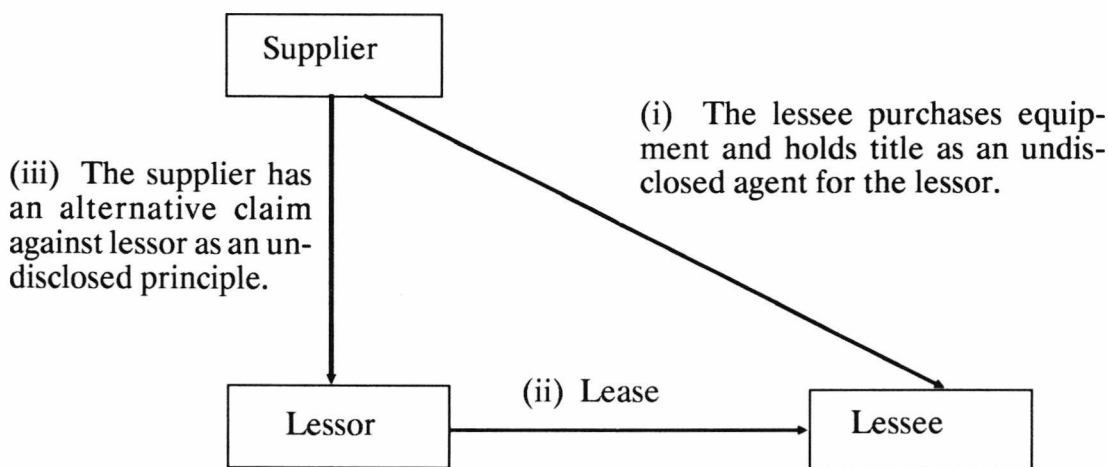 Supplier
(i) The lessee purchases equip-
ment and holds title as an undis-
closed agent for the lessor.
(iii) The supplier has
an alternative claim
against lessor as an un-
disclosed principle.
(ii) Lease
Lessor
Lessee